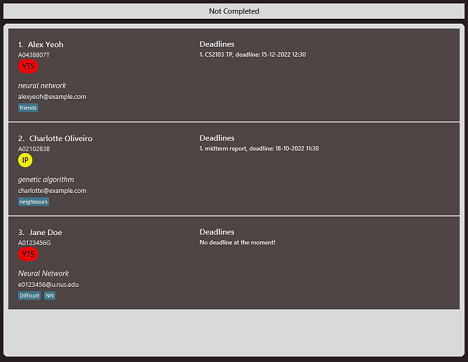 Not Completed
1. Alex Yeoh
A0438807T
YTS
neural network
alexyeoh@example.com
friends
Deadlines
1. CS2103 TP, deadline: 15-12-2022 12:30
2. Charlotte Oliveiro
A0210283B
IP
genetic algorithm
charlotte@example.com
neighbours
Deadlines
1. midterm report, deadline: 18-10-2022 11:30
3. Jane Doe
A0123456G
YTS
Neural Network
e0123456@u.nus.edu
Difficult NN
Deadlines
No deadline at the moment!